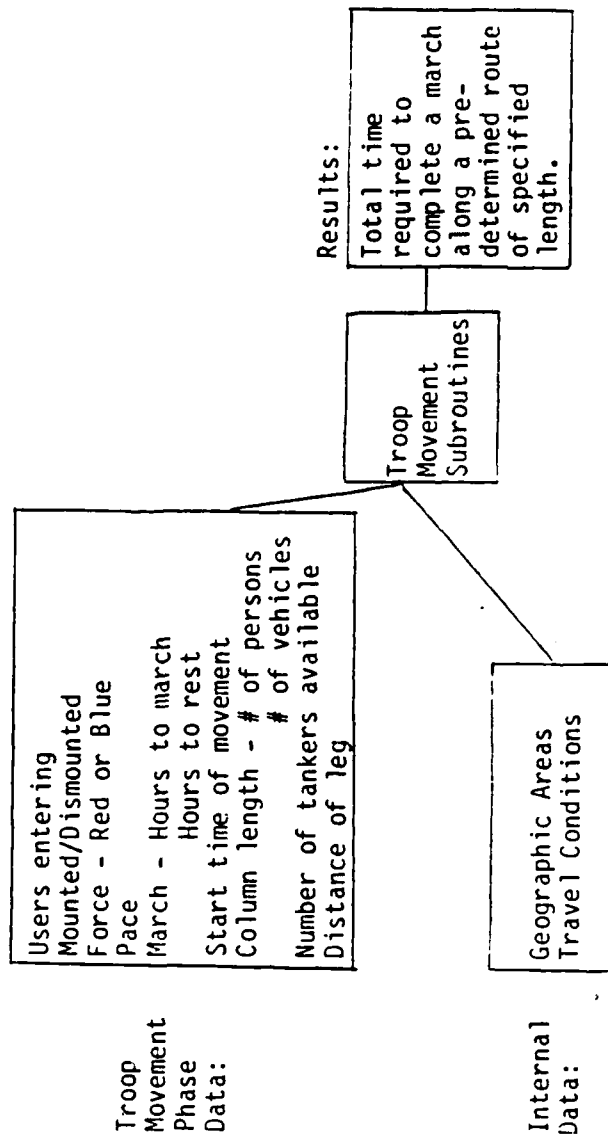 Troop
Movement
Phase
Data:
Users entering
Mounted/Dismounted
Force - Red or Blue
Pace
March - Hours to march
Hours to rest
Start time of movement
Column length - # of persons
# of vehicles
Number of tankers available
Distance of leg
Internal
Data:
Geographic Areas
Travel Conditions
Troop
Movement
Subroutines
Results:
Total time
required to
complete a march
along a pre-
determined route
of specified
length.